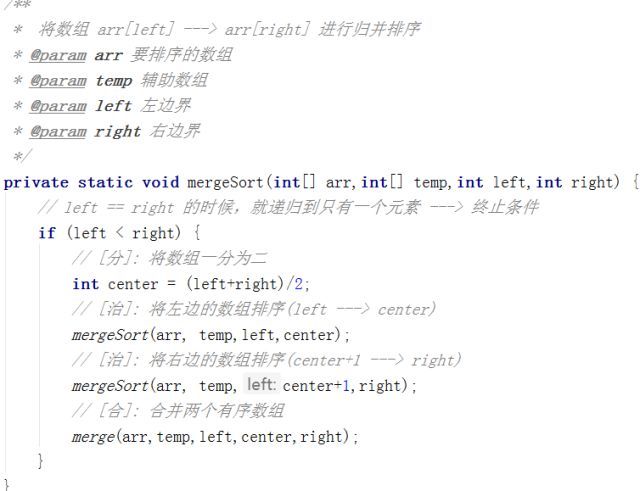 /**
 *  将数组 arr[left] ---> arr[right] 进行归并排序
 * @param arr 要排序的数组
 * @param temp 辅助数组
 * @param left 左边界
 * @param right 右边界
 */
private static void mergeSort(int[] arr,int[] temp,int left,int right) {
    // left == right 的时候，就递归到只有一个元素 ---> 终止条件
    if (left < right) {
        // [分]: 将数组一分为二
        int center = (left+right)/2;
        // [治]: 将左边的数组排序(left ---> center)
        mergeSort(arr, temp,left,center);
        // [治]: 将右边的数组排序(center+1 ---> right)
        mergeSort(arr, temp, left: center+1,right);
        // [合]: 合并两个有序数组
        merge(arr,temp,left,center,right);
    }
}